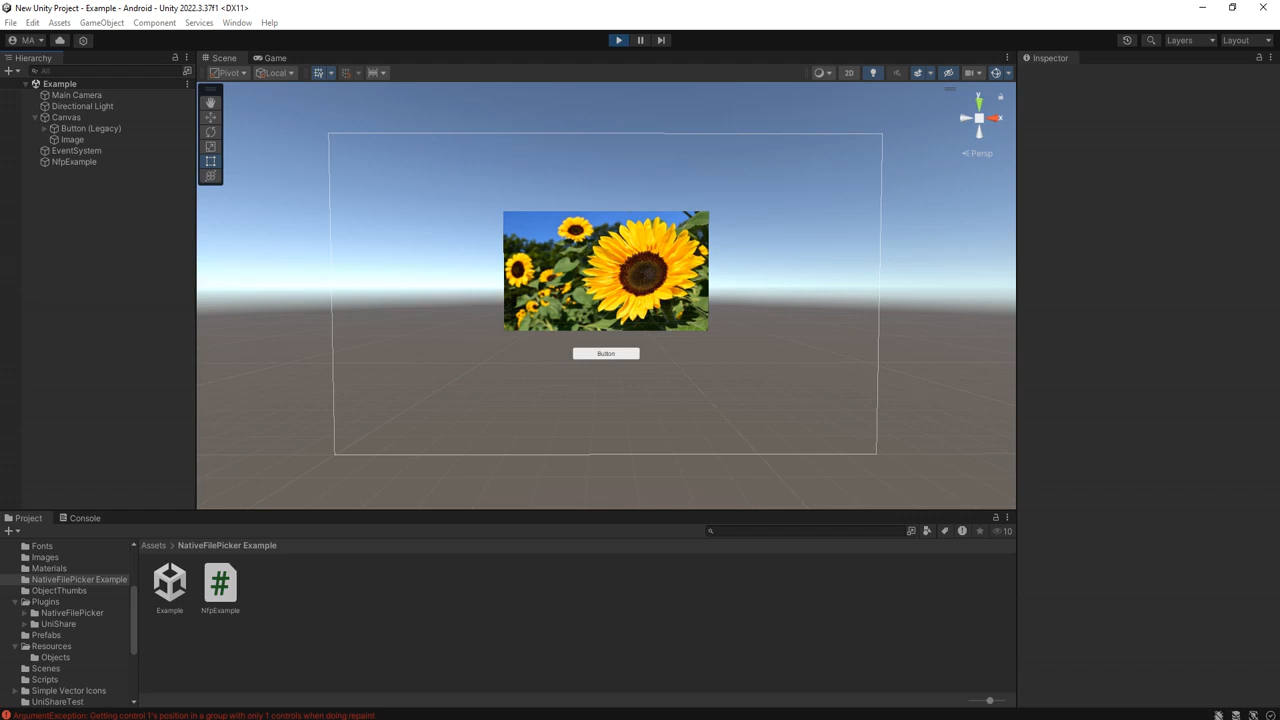 New Unity Project - Example - Android - Unity 2022.3.37f1 <DX11>
File Edit Assets GameObject Component Services Window Help
MA Layers Layout
Hierarchy Scene Game Inspector
All Pivot Local 2D
Example
Main Camera
Directional Light
Canvas
Button (Legacy)
Image
EventSystem
NfpExample
y
x
Persp
Button
Project Console
10
Fonts
Images
Materials
NativeFilePicker Example
ObjectThumbs
Plugins
NativeFilePicker
UniShare
Prefabs
Resources
Objects
Scenes
Scripts
Simple Vector Icons
UniShareTest
Assets > NativeFilePicker Example
Example NfpExample
ArgumentException: Getting control 1's position in a group with only 1 controls when doing repaint